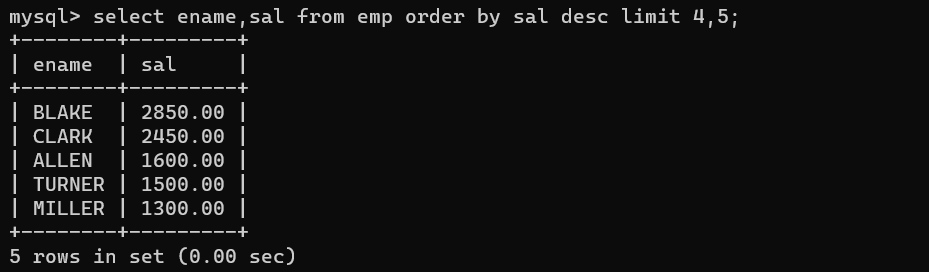 mysql> select ename,sal from emp order by sal desc limit 4,5;
+--------+---------+
| ename  | sal     |
+--------+---------+
| BLAKE  | 2850.00 |
| CLARK  | 2450.00 |
| ALLEN  | 1600.00 |
| TURNER | 1500.00 |
| MILLER | 1300.00 |
+--------+---------+
5 rows in set (0.00 sec)